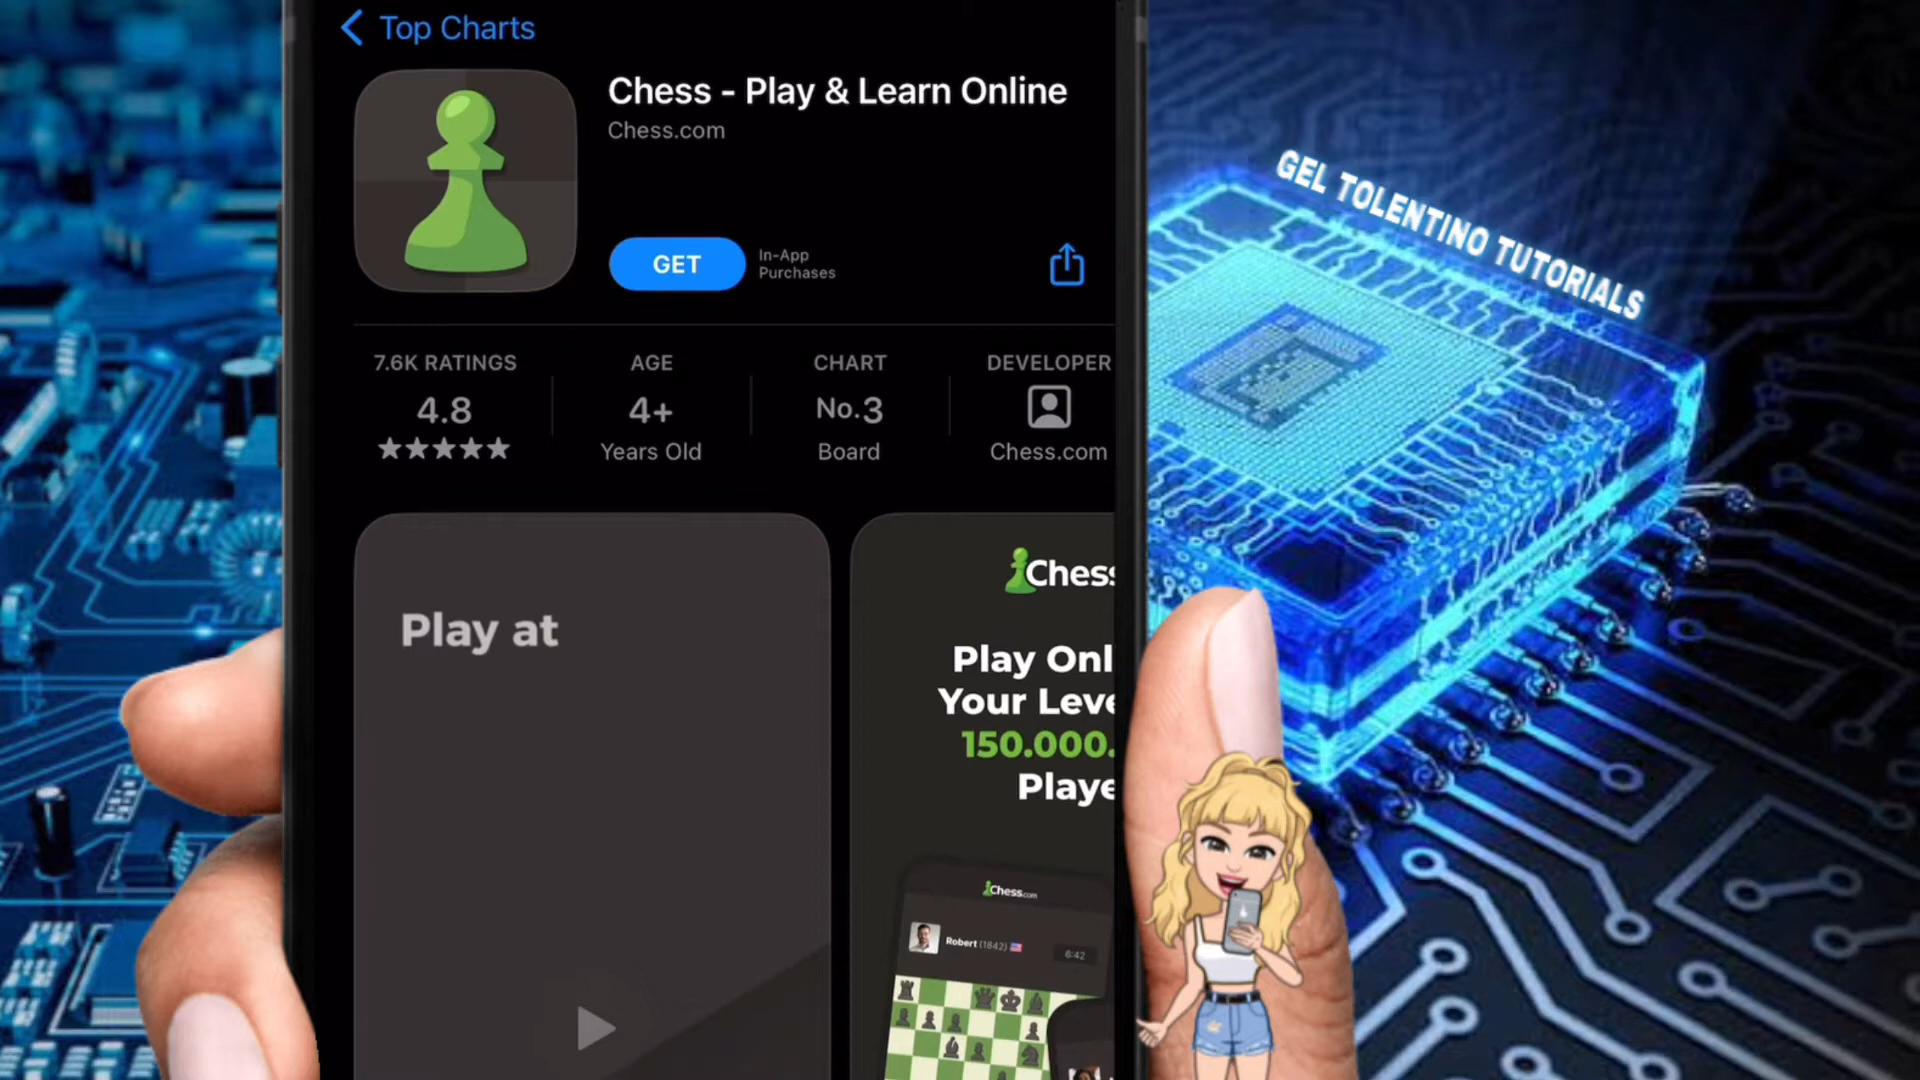 Top Charts
Chess - Play & Learn Online
Chess.com
GET
In-App
Purchases
GEL TOLENTINO TUTORIALS
7.6K RATINGS
4.8
AGE
4+
Years Old
CHART
No.3
Board
DEVELOPER
Chess.com
Play at
Chess
Play Onl
Your Leve
150.000.
Playe
Chess.com
Robert (1842)
6:42